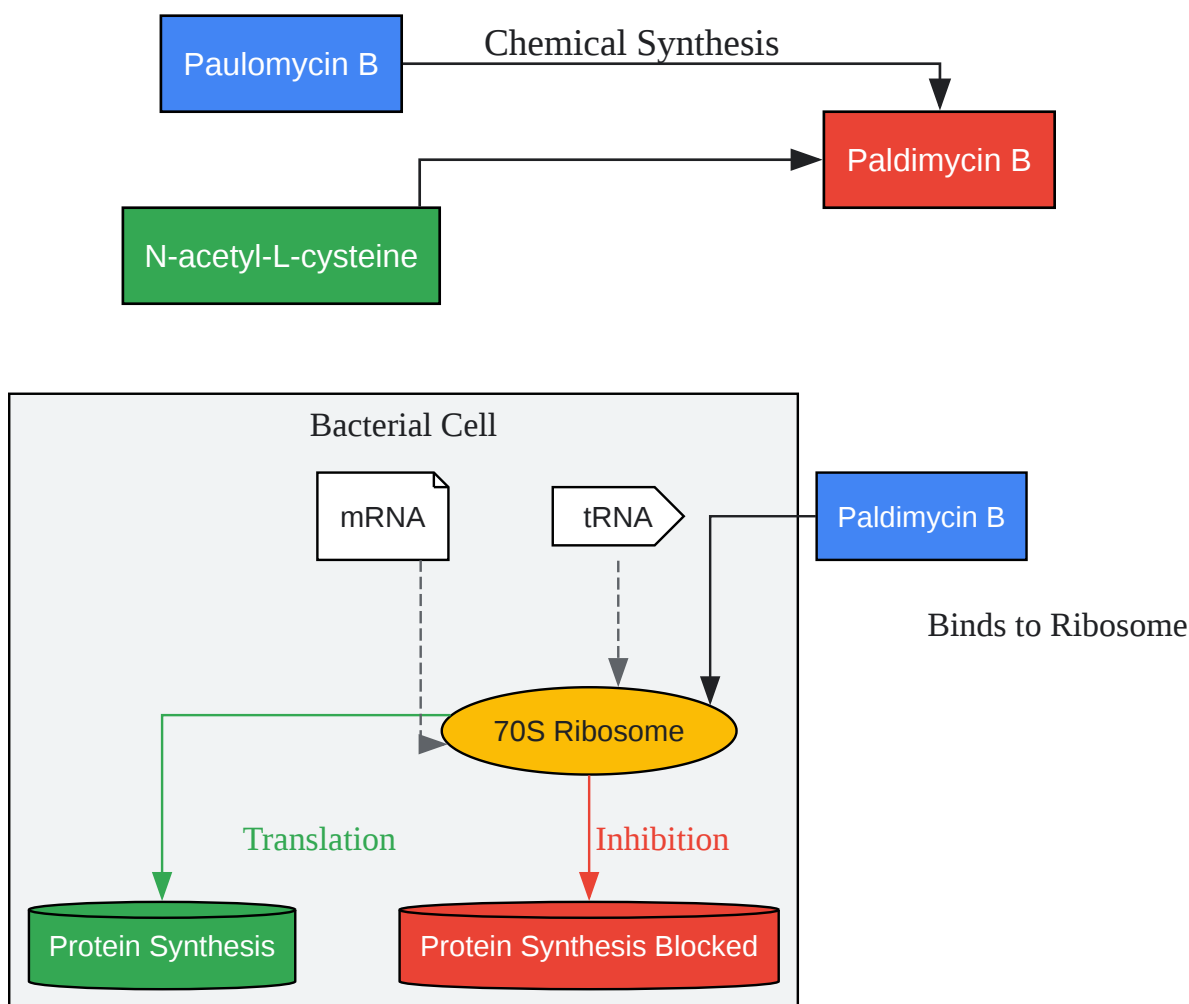 Paulomycin B
Chemical Synthesis
Paldimycin B
N-acetyl-L-cysteine
Bacterial Cell
mRNA
tRNA
Paldimycin B
Binds to Ribosome
70S Ribosome
Translation
Inhibition
Protein Synthesis
Protein Synthesis Blocked